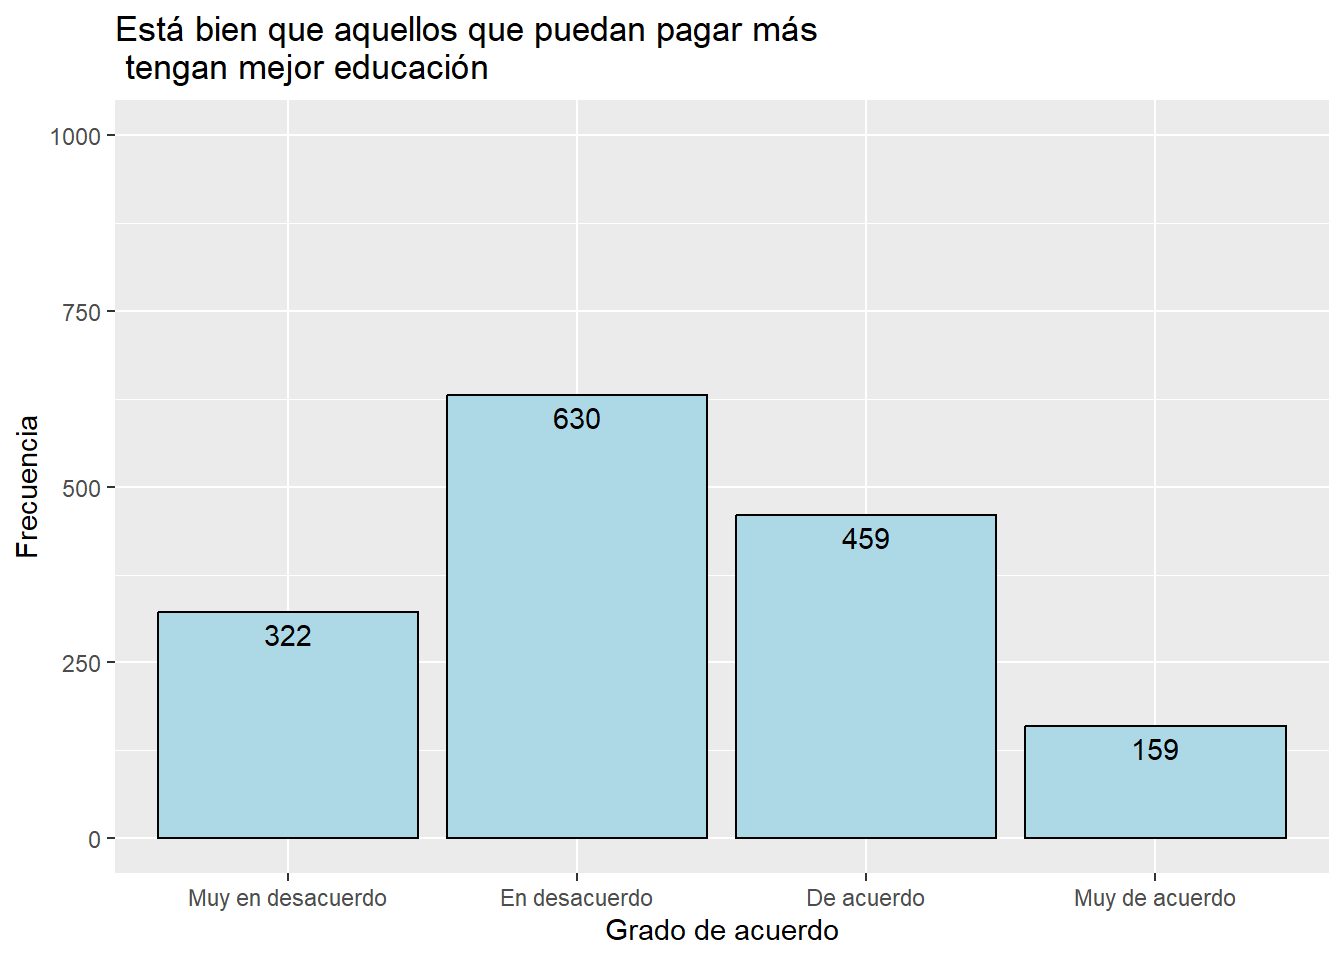 Está bien que aquellos que puedan pagar más
tengan mejor educación
Frecuencia
1000
750
500
250
0
322
630
459
159
Muy en desacuerdo
En desacuerdo
De acuerdo
Muy de acuerdo
Grado de acuerdo